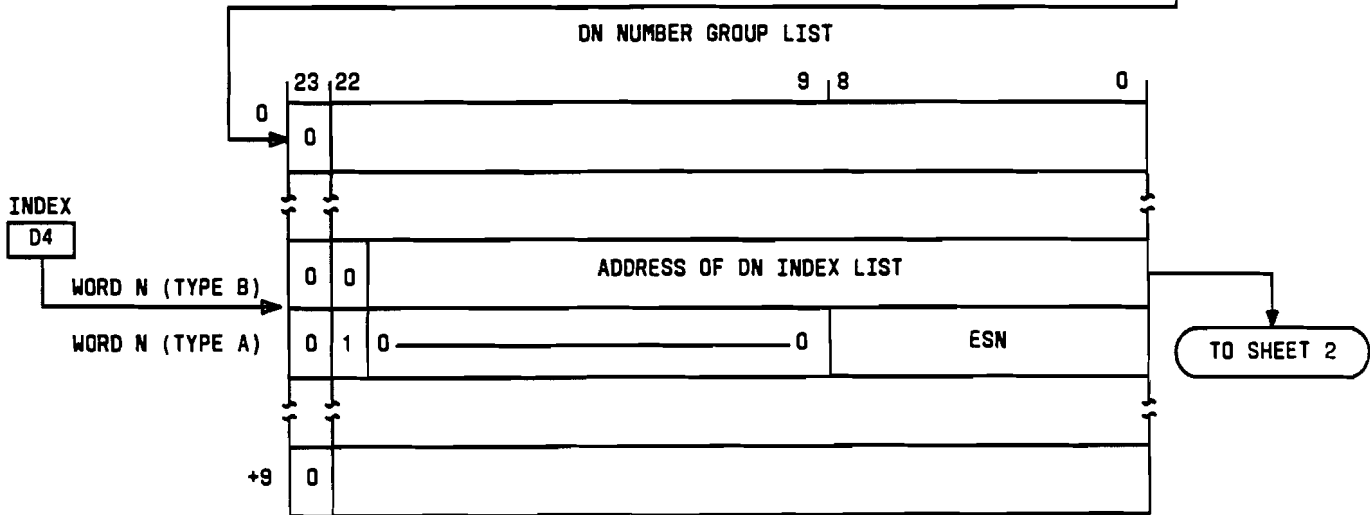 DN NUMBER GROUP LIST
23 22 9 8 0
0 0
INDEX
D4
WORD N (TYPE B) 0 0 ADDRESS OF DN INDEX LIST
WORD N (TYPE A) 0 1 0 0 ESN
TO SHEET 2
+9 0